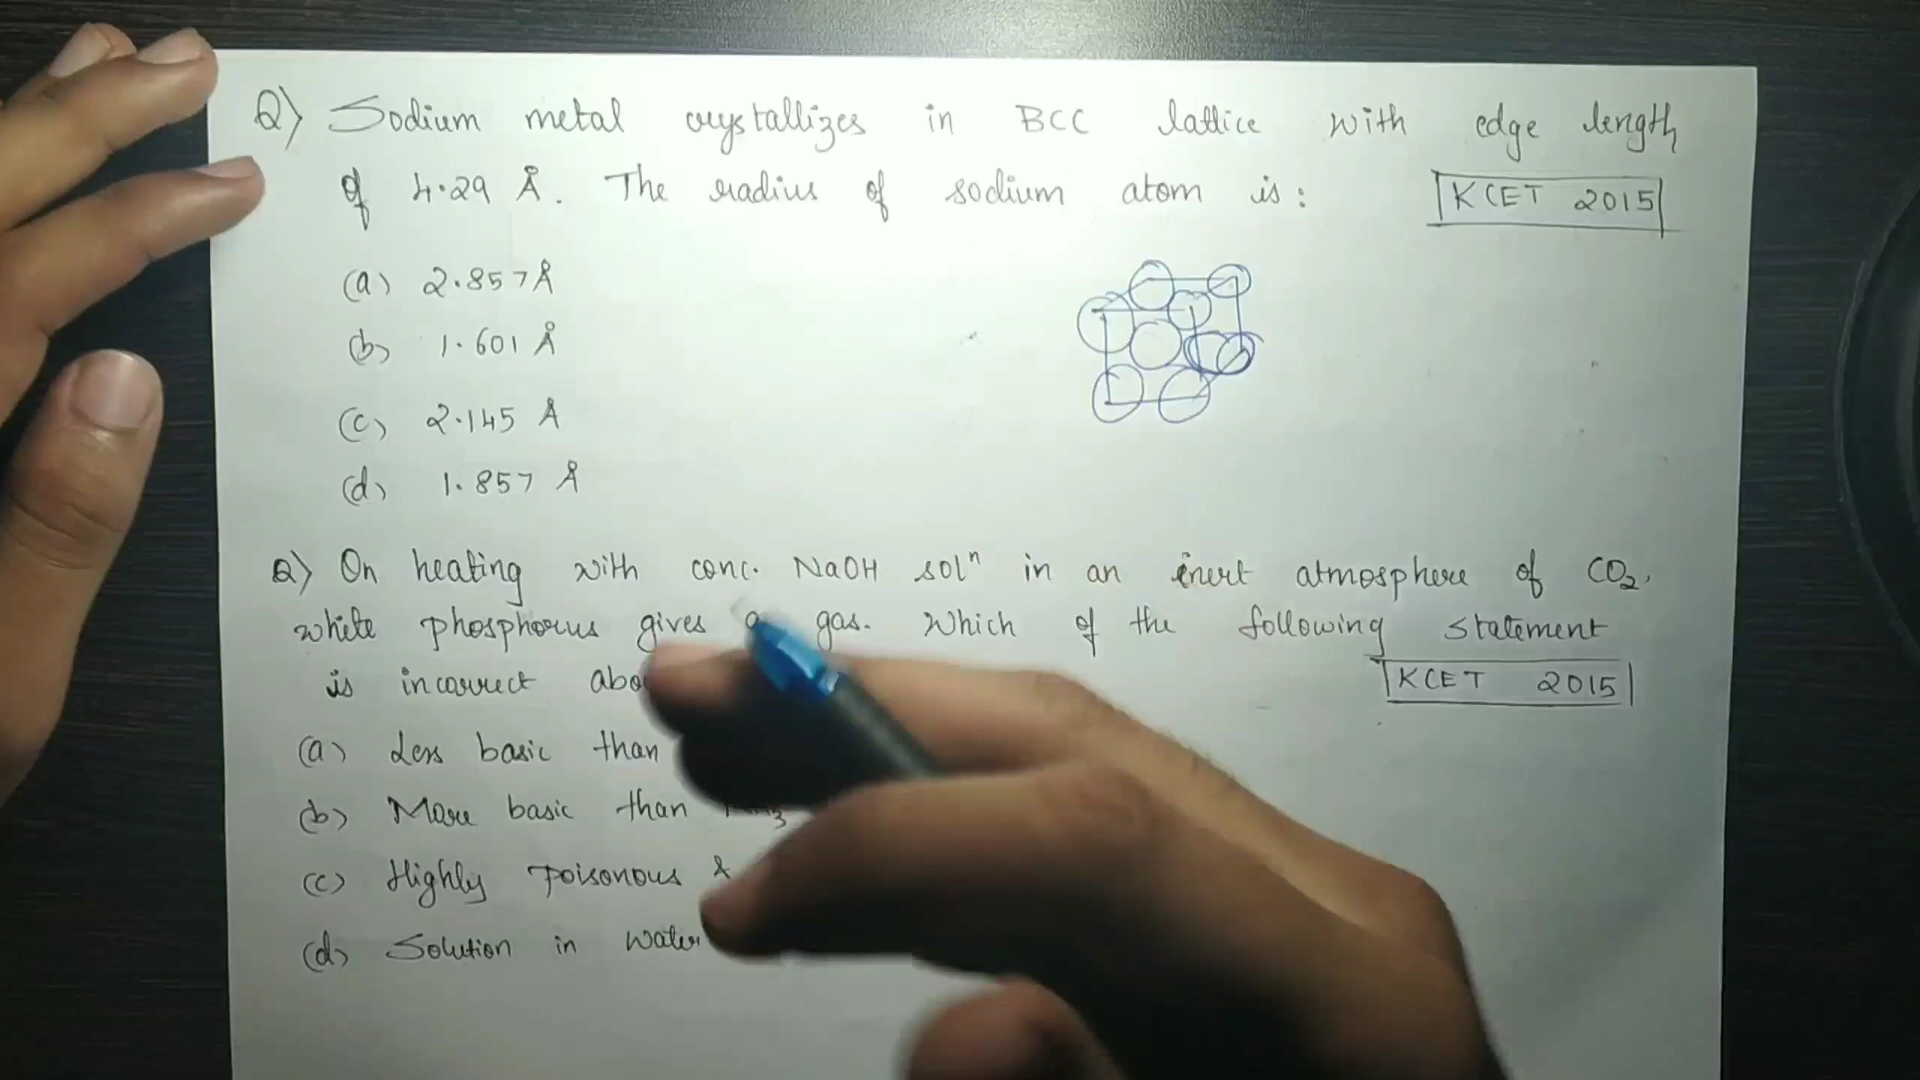 Q) Sodium metal crystallizes in BCC lattice with edge length
of 4.29 Å. The radius of sodium atom is:
KCET 2015
(a) 2.857 Å
(b) 1.601 Å
(c) 2.145 Å
(d) 1.857 Å
Q) On heating with conc. NaOH solⁿ in an inert atmosphere of CO₂,
white phosphorus gives a gas. Which of the following statement
is incorrect
KCET 2015
(a) Less basic than
(b) More basic than
(c) Highly poisonous &
(d) Solution in water